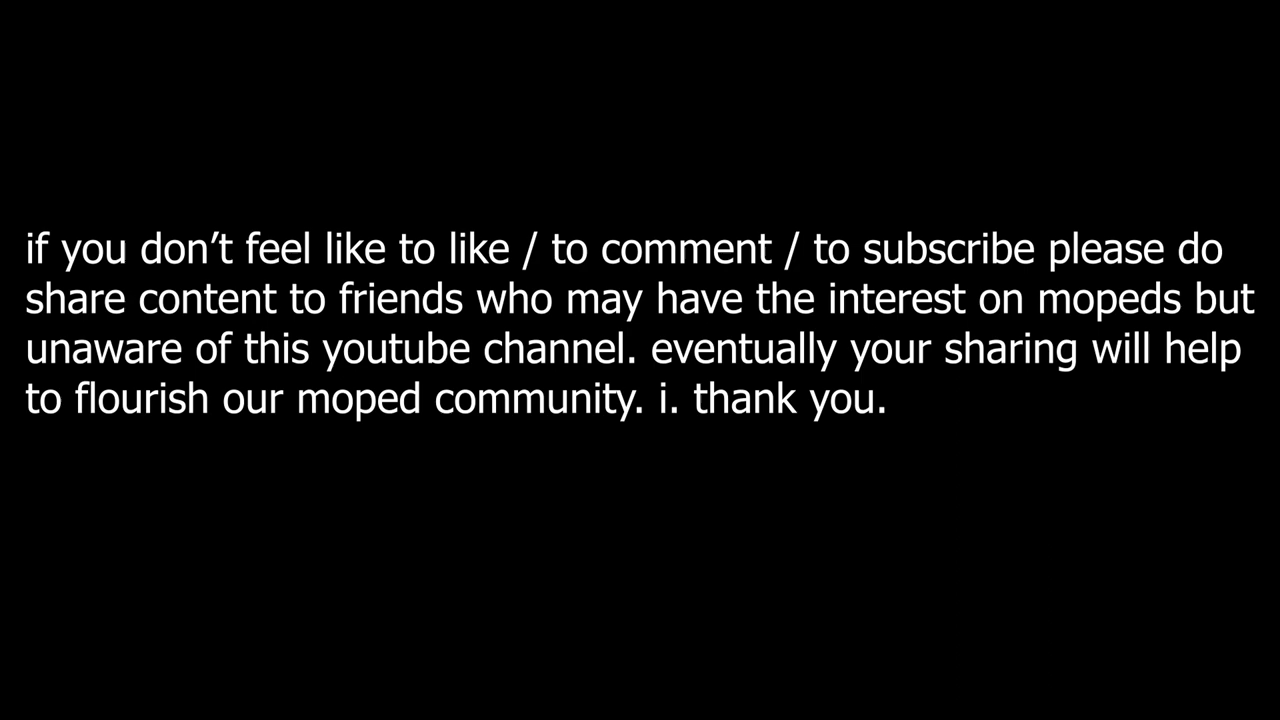 if you don’t feel like to like / to comment / to subscribe please do
share content to friends who may have the interest on mopeds but
unaware of this youtube channel. eventually your sharing will help
to flourish our moped community. i. thank you.